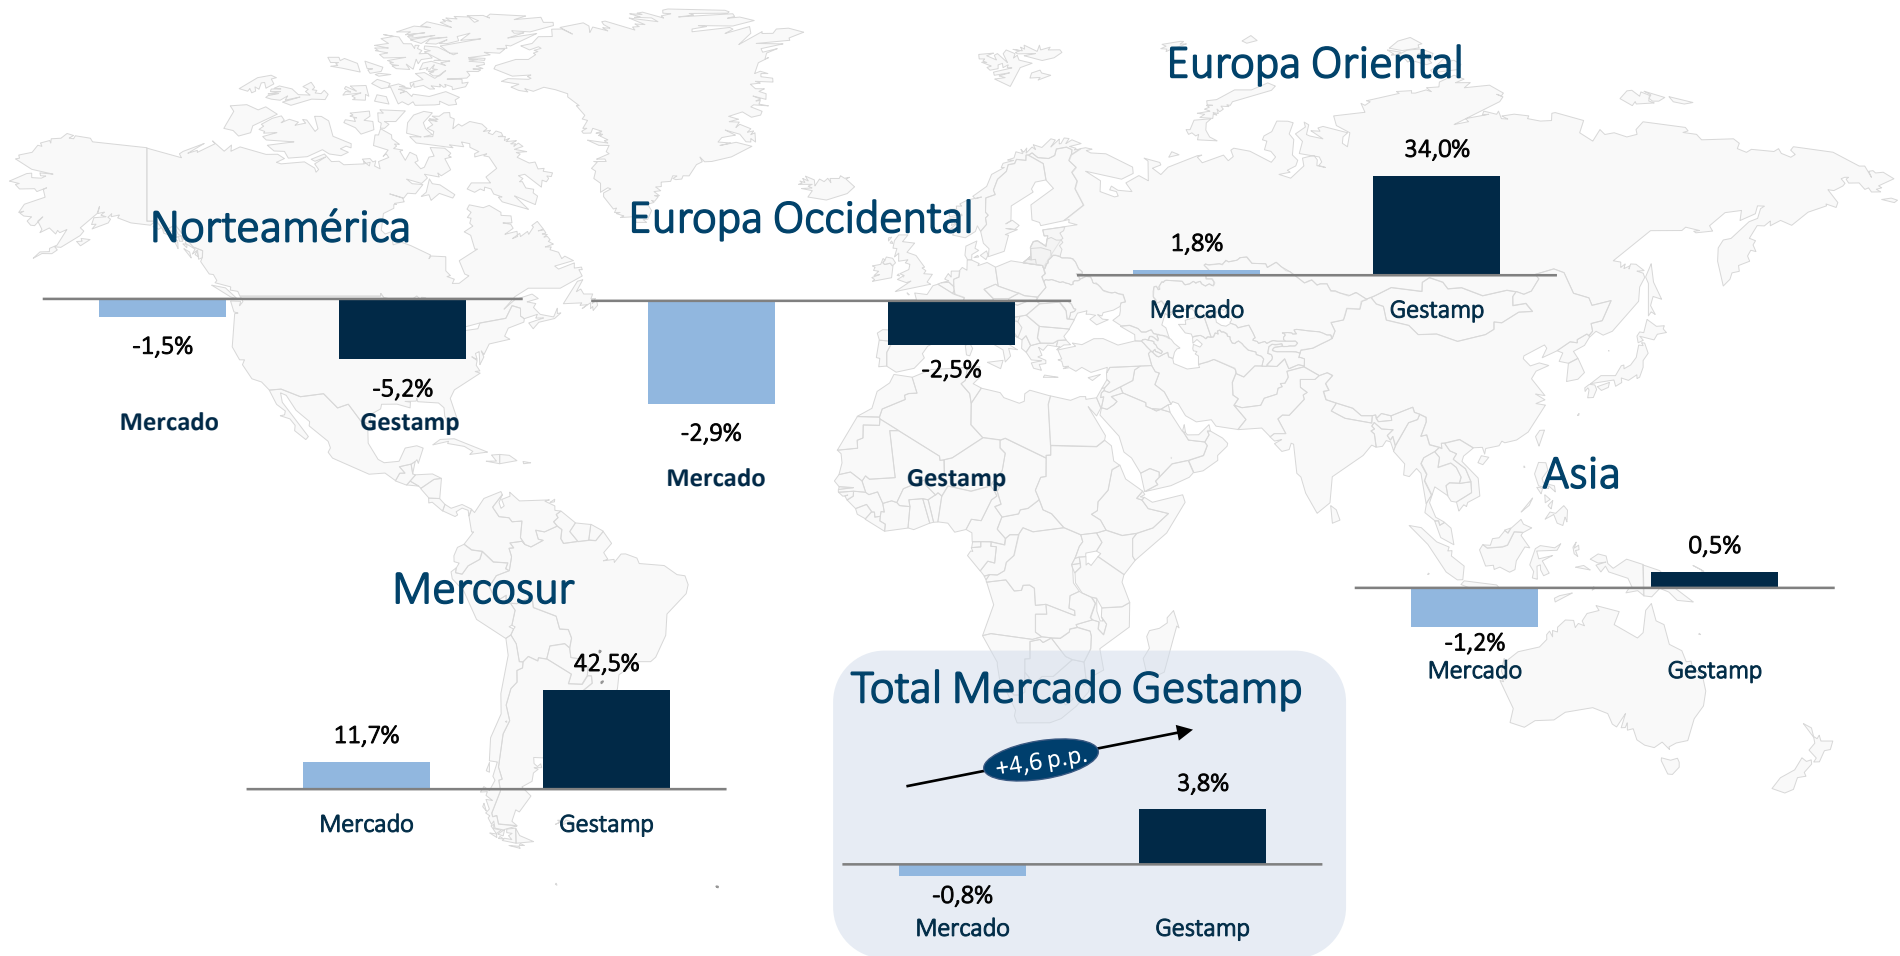 Europa Oriental
34,0%
1,8%
Mercado
Gestamp
Norteamérica
-1,5%
-5,2%
Mercado
Gestamp
Europa Occidental
-2,5%
-2,9%
Mercado
Gestamp
Asia
0,5%
-1,2%
Mercado
Gestamp
Mercosur
42,5%
11,7%
Mercado
Gestamp
Total Mercado Gestamp
+4,6 p.p.
3,8%
-0,8%
Mercado
Gestamp